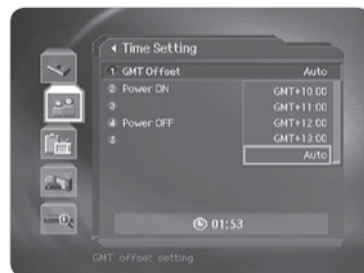 ◀ Time Setting
1 GMT Offset Auto
2 Power ON GMT+10:00
3 GMT+11:00
4 Power OFF GMT+12:00
5 GMT+13:00
Auto
01:53
GMT offset setting